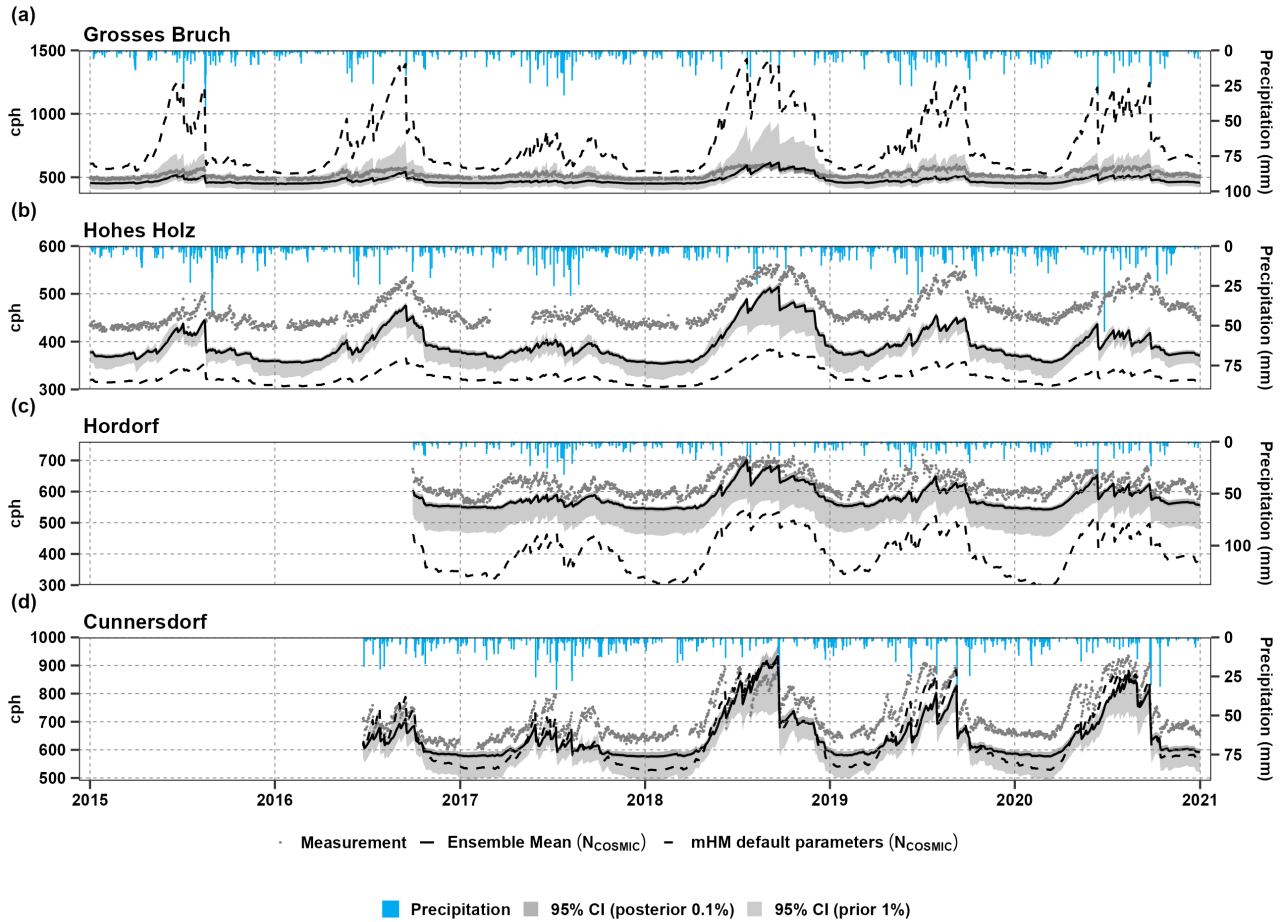 (a)
Grosses Bruch
1500
1000
500
cph
0
25
50
75
100
Precipitation (mm)
(b)
Hohes Holz
600
500
400
300
cph
0
25
50
75
Precipitation (mm)
(c)
Hordorf
700
600
500
400
300
cph
0
50
100
Precipitation (mm)
(d)
Cunnersdorf
1000
900
800
700
600
500
cph
0
25
50
75
Precipitation (mm)
2015 2016 2017 2018 2019 2020 2021
Measurement Ensemble Mean (N_COSMIC) mHM default parameters (N_COSMIC)
Precipitation 95% CI (posterior 0.1%) 95% CI (prior 1%)